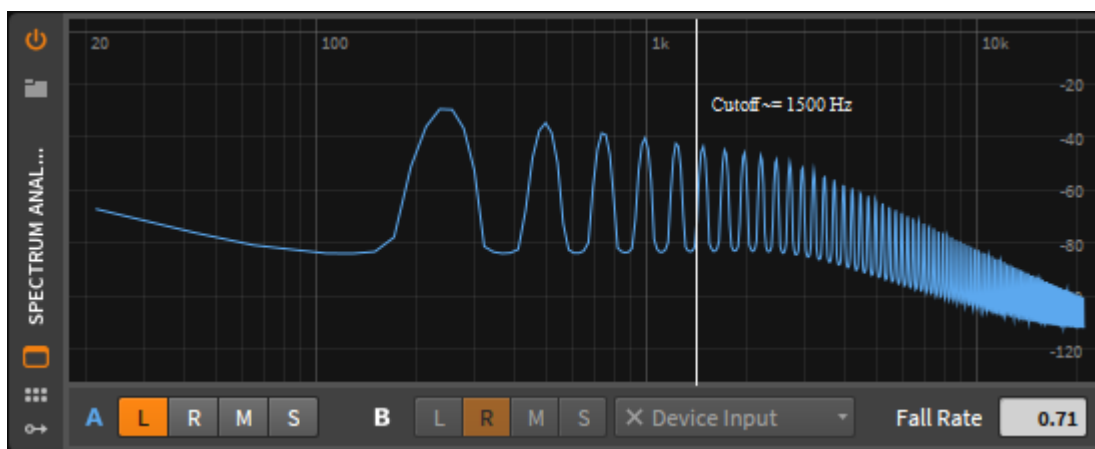 20 100 1k 10k
-20
Cutoff~= 1500 Hz
-40
-60
-80
-120
SPECTRUM ANAL...
A L R M S B L R M S × Device Input Fall Rate 0.71